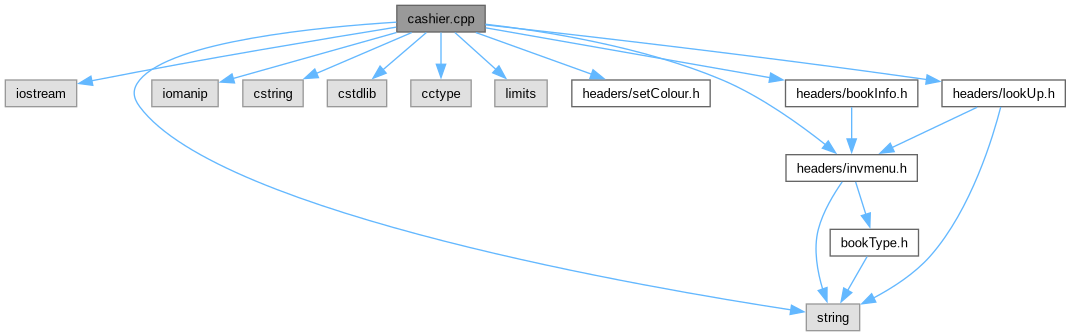 cashier.cpp
iostream
iomanip
cstring
cstdlib
cctype
limits
headers/setColour.h
headers/bookInfo.h
headers/lookUp.h
headers/invmenu.h
bookType.h
string